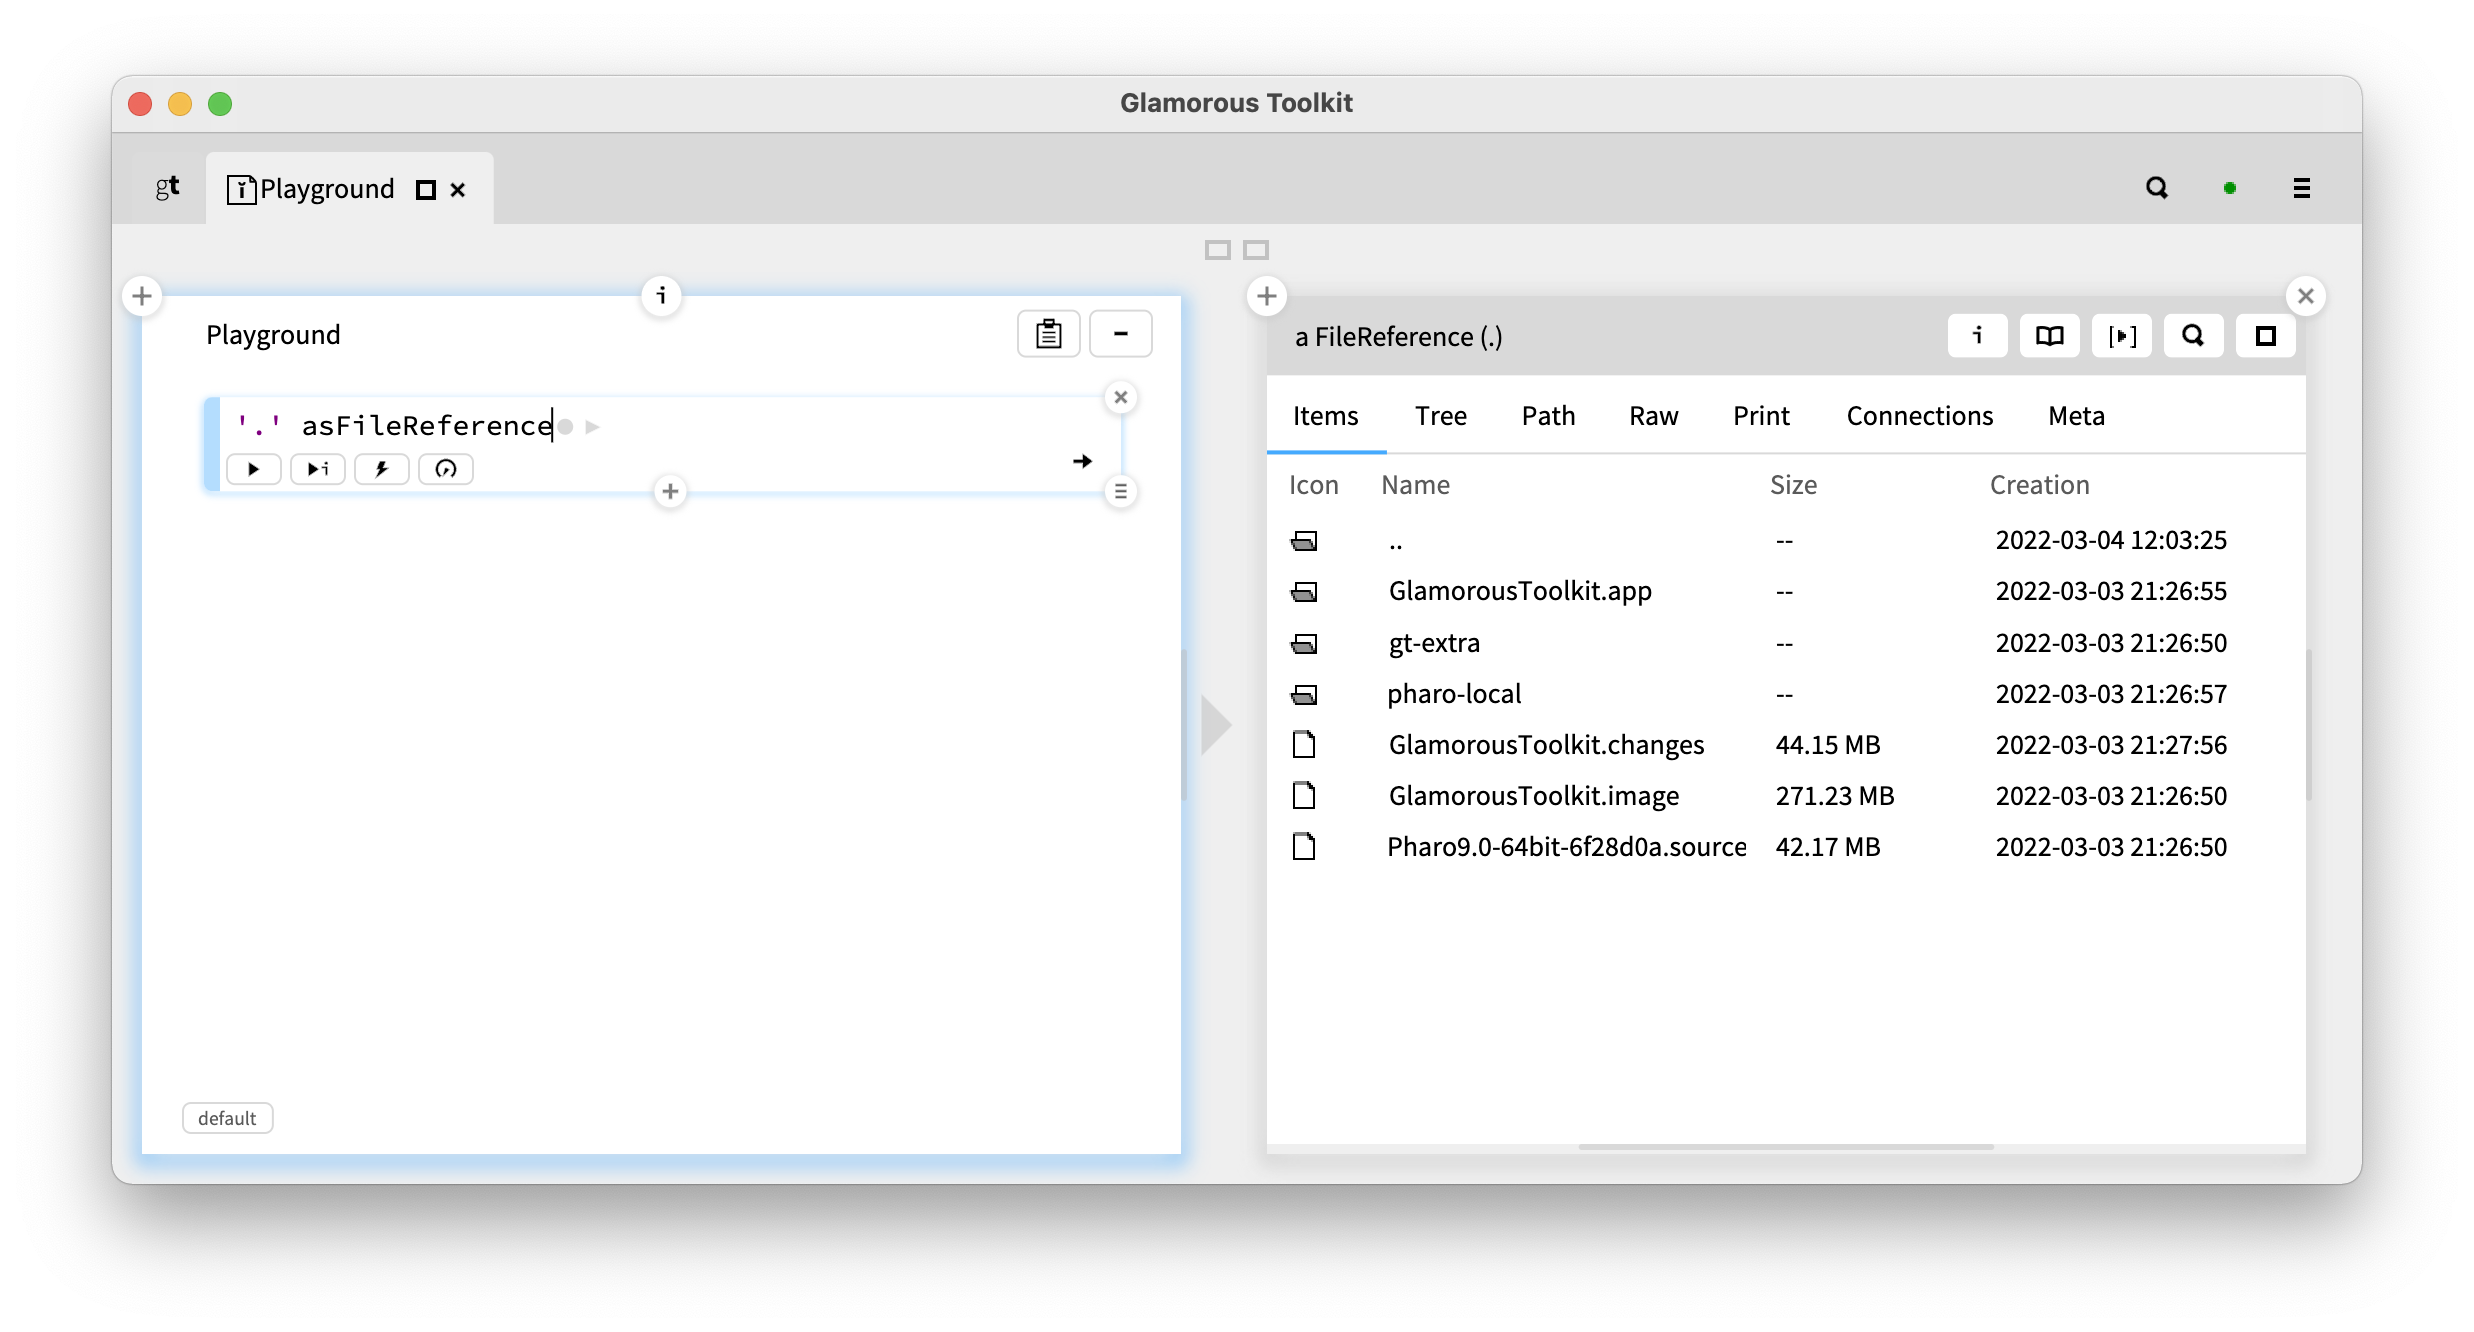 Glamorous Toolkit
gt
Playground
Playground
'.' asFileReference
default
a FileReference (.)
Items Tree Path Raw Print Connections Meta
Icon Name Size Creation
.. -- 2022-03-04 12:03:25
GlamorousToolkit.app -- 2022-03-03 21:26:55
gt-extra -- 2022-03-03 21:26:50
pharo-local -- 2022-03-03 21:26:57
GlamorousToolkit.changes 44.15 MB 2022-03-03 21:27:56
GlamorousToolkit.image 271.23 MB 2022-03-03 21:26:50
Pharo9.0-64bit-6f28d0a.source 42.17 MB 2022-03-03 21:26:50